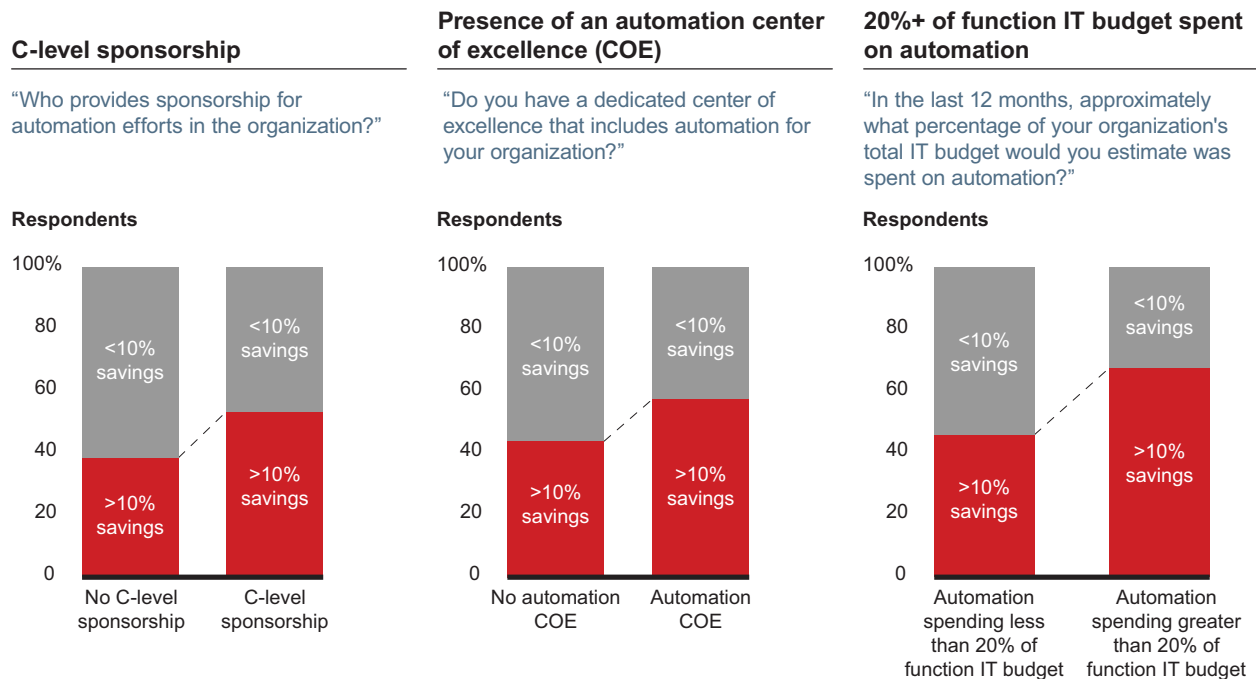 C-level sponsorship
“Who provides sponsorship for
automation efforts in the organization?”
Respondents
100%
80
60
40
20
0
<10%
savings
>10%
savings
<10%
savings
>10%
savings
No C-level
sponsorship
C-level
sponsorship
Presence of an automation center
of excellence (COE)
“Do you have a dedicated center of
excellence that includes automation for
your organization?”
Respondents
100%
80
60
40
20
0
<10%
savings
>10%
savings
<10%
savings
>10%
savings
No automation
COE
Automation
COE
20%+ of function IT budget spent
on automation
“In the last 12 months, approximately
what percentage of your organization's
total IT budget would you estimate was
spent on automation?”
Respondents
100%
80
60
40
20
0
<10%
savings
>10%
savings
<10%
savings
>10%
savings
Automation
spending less
than 20% of
function IT budget
Automation
spending greater
than 20% of
function IT budget